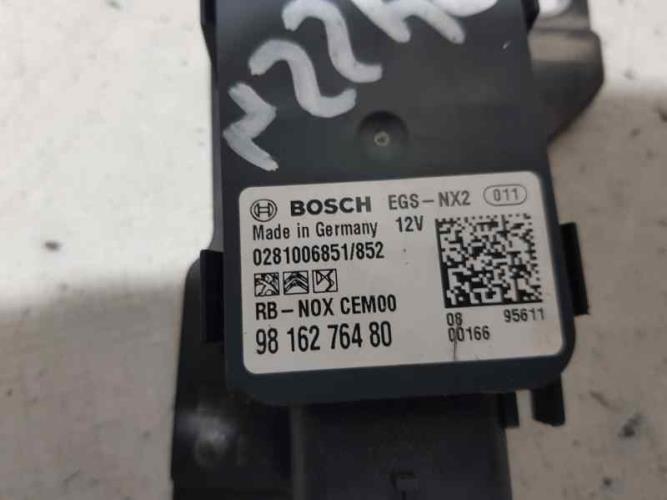 BOSCH EGS-NX2 011
Made in Germany 12V
0281006851/852
RB-NOX CEM00
98 162 764 80
08 95611
00166